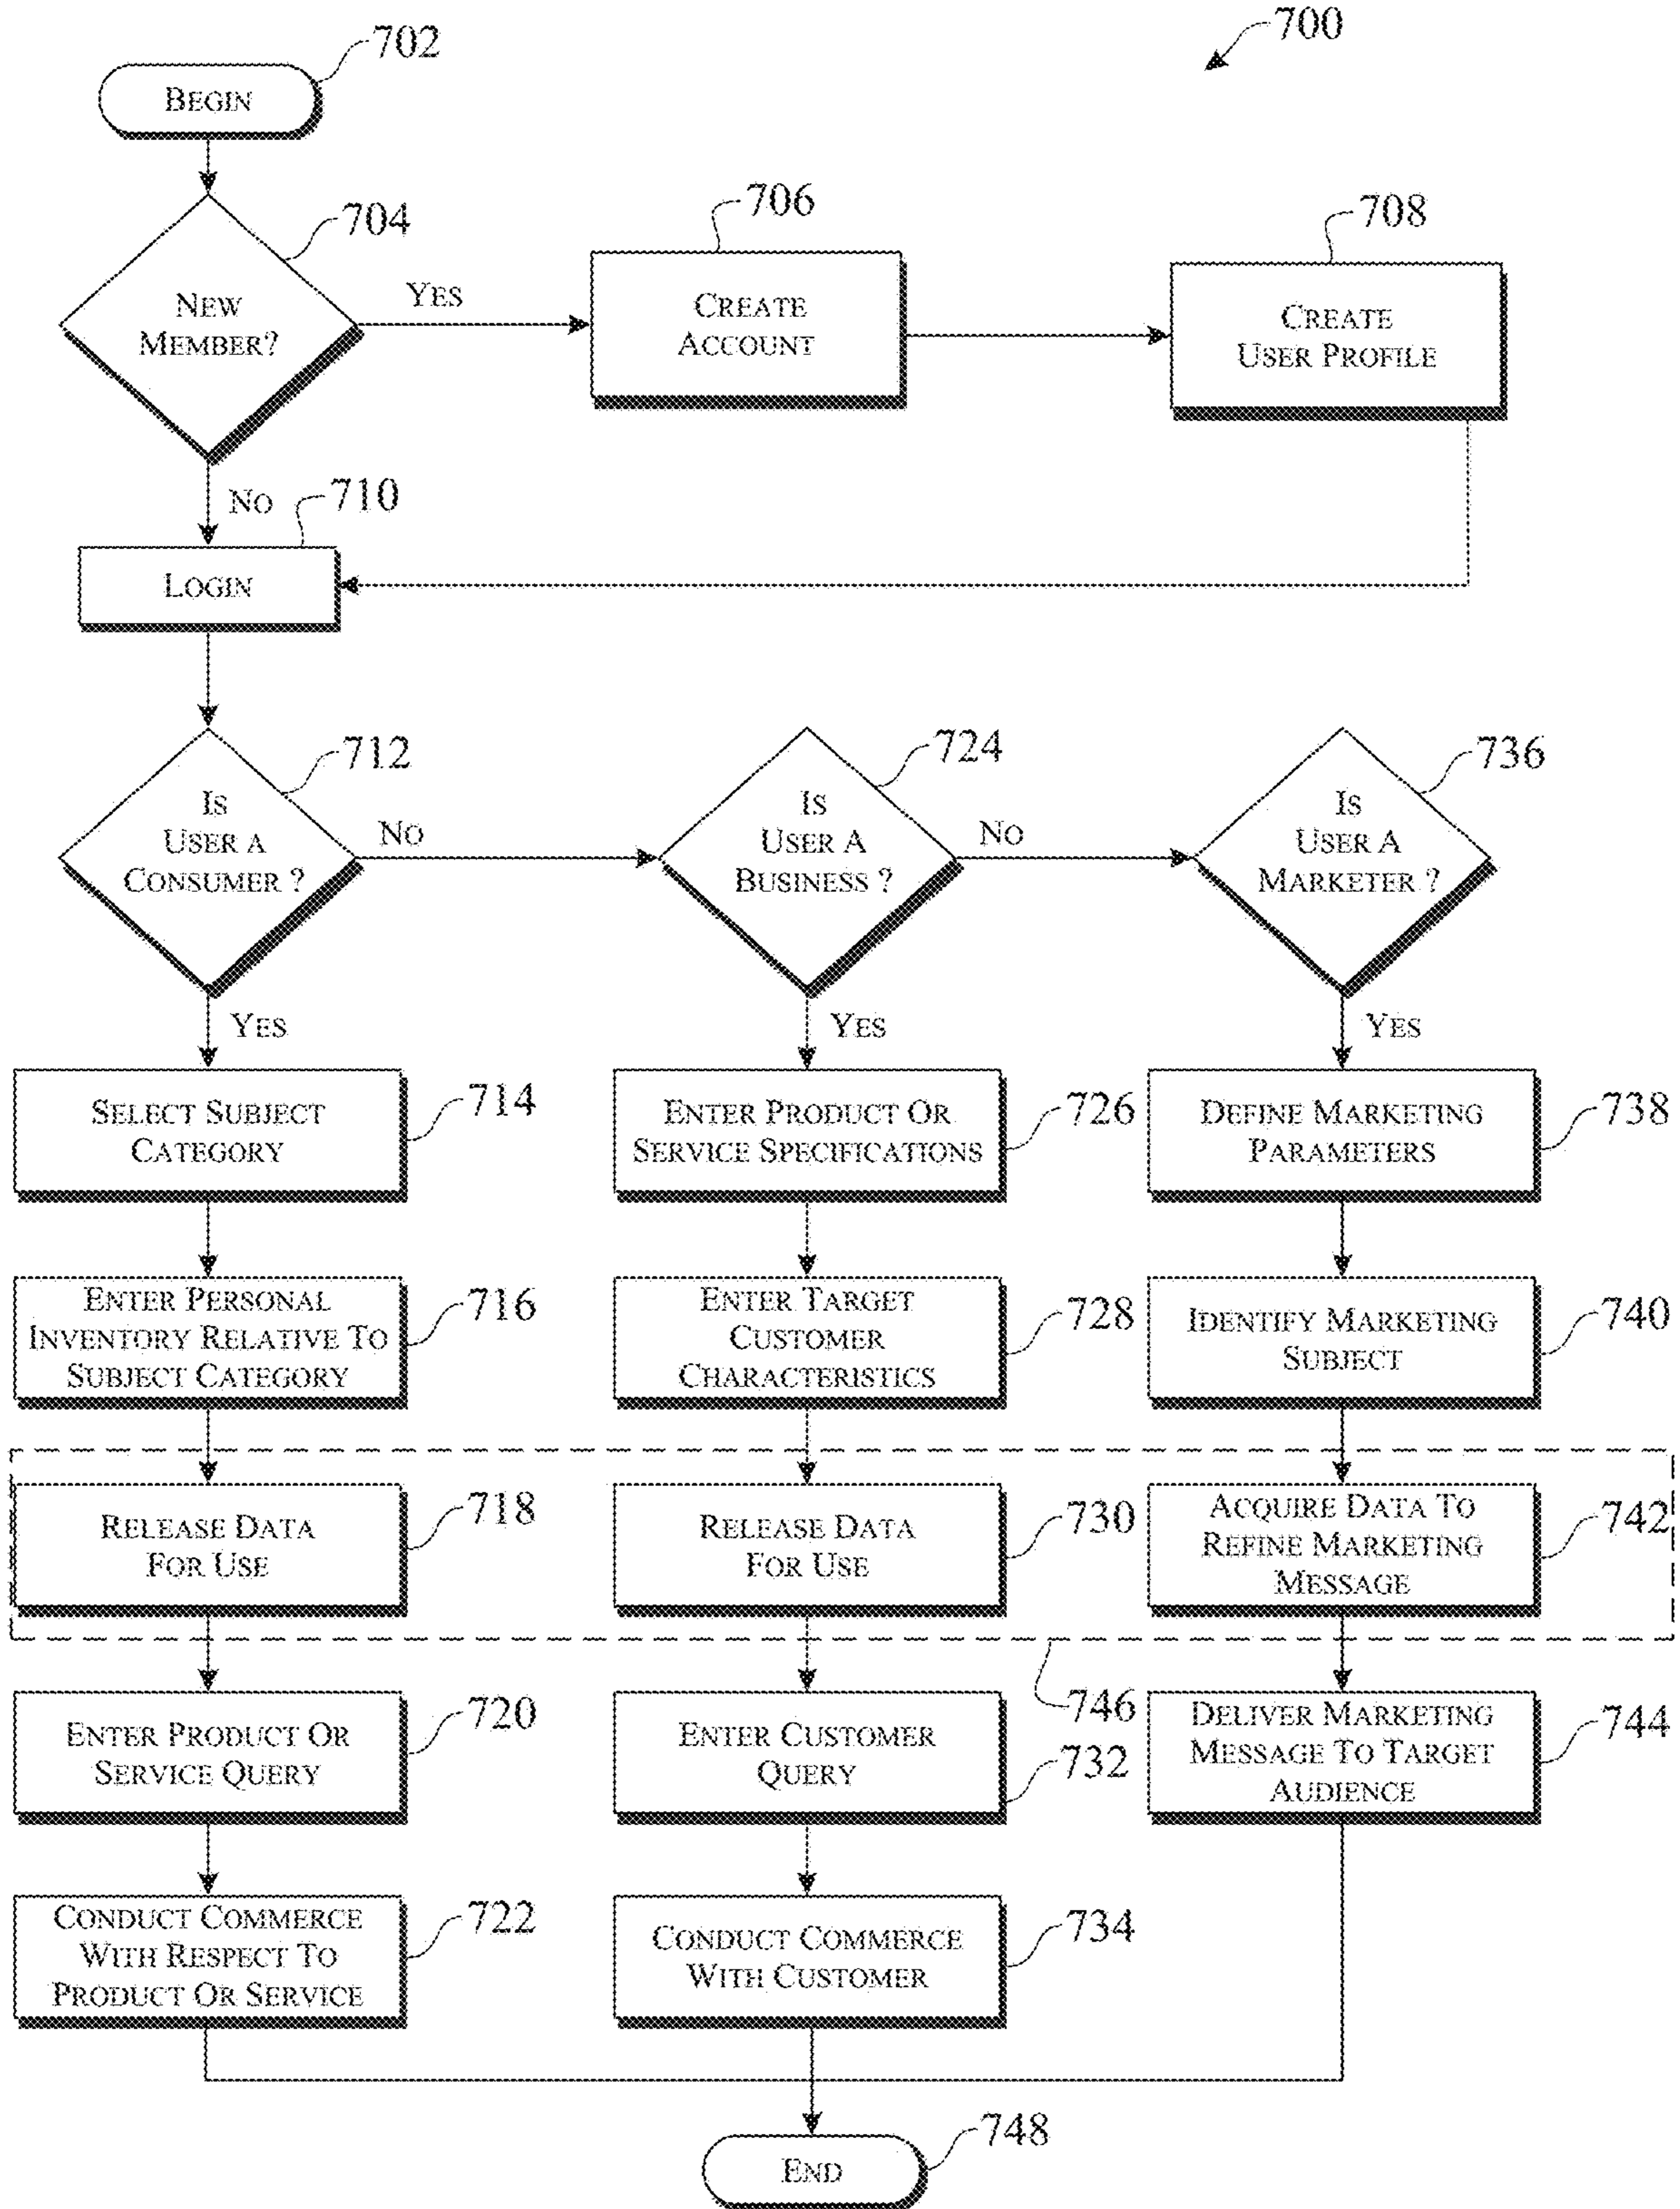 700
702
BEGIN
704
NEW
MEMBER?
YES
706
CREATE
ACCOUNT
708
CREATE
USER PROFILE
NO
710
LOGIN
712
IS
USER A
CONSUMER ?
NO
724
IS
USER A
BUSINESS ?
NO
736
IS
USER A
MARKETER ?
YES
YES
YES
SELECT SUBJECT
CATEGORY
714
ENTER PRODUCT OR
SERVICE SPECIFICATIONS
726
DEFINE MARKETING
PARAMETERS
738
ENTER PERSONAL
INVENTORY RELATIVE TO
SUBJECT CATEGORY
716
ENTER TARGET
CUSTOMER
CHARACTERISTICS
728
IDENTIFY MARKETING
SUBJECT
740
RELEASE DATA
FOR USE
718
RELEASE DATA
FOR USE
730
ACQUIRE DATA TO
REFINE MARKETING
MESSAGE
742
746
ENTER PRODUCT OR
SERVICE QUERY
720
ENTER CUSTOMER
QUERY
732
DELIVER MARKETING
MESSAGE TO TARGET
AUDIENCE
744
CONDUCT COMMERCE
WITH RESPECT TO
PRODUCT OR SERVICE
722
CONDUCT COMMERCE
WITH CUSTOMER
734
END
748